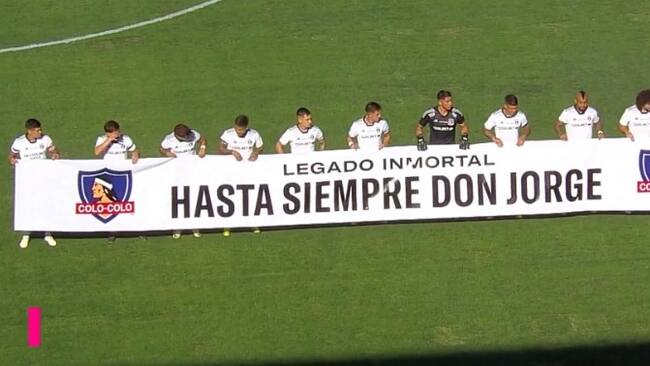 LEGADO INMORTAL
HASTA SIEMPRE DON JORGE
COLO-COLO